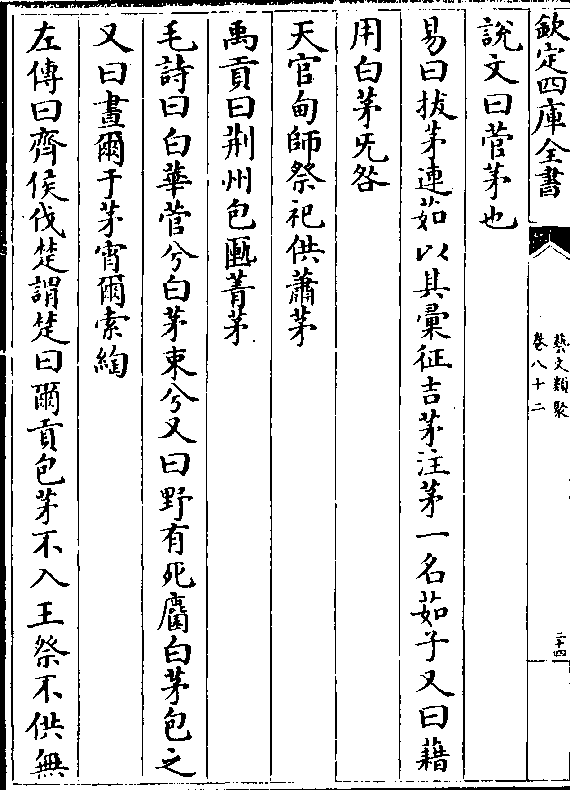 欽定四庫全書
藝文類聚
卷八十二
二十四
說文曰菅茅也
易曰拔茅連茹以其彚征吉茅注茅一名茹子又曰藉
用白茅旡咎
天官甸師祭祀供蕭茅
禹貢曰荆州包匭菁茅
毛詩曰白華菅兮白茅束兮又曰野有死麕白茅包之
又曰晝爾于茅宵爾索綯
左傳曰齊侯伐楚謂楚曰爾貢包茅不入王祭不供無